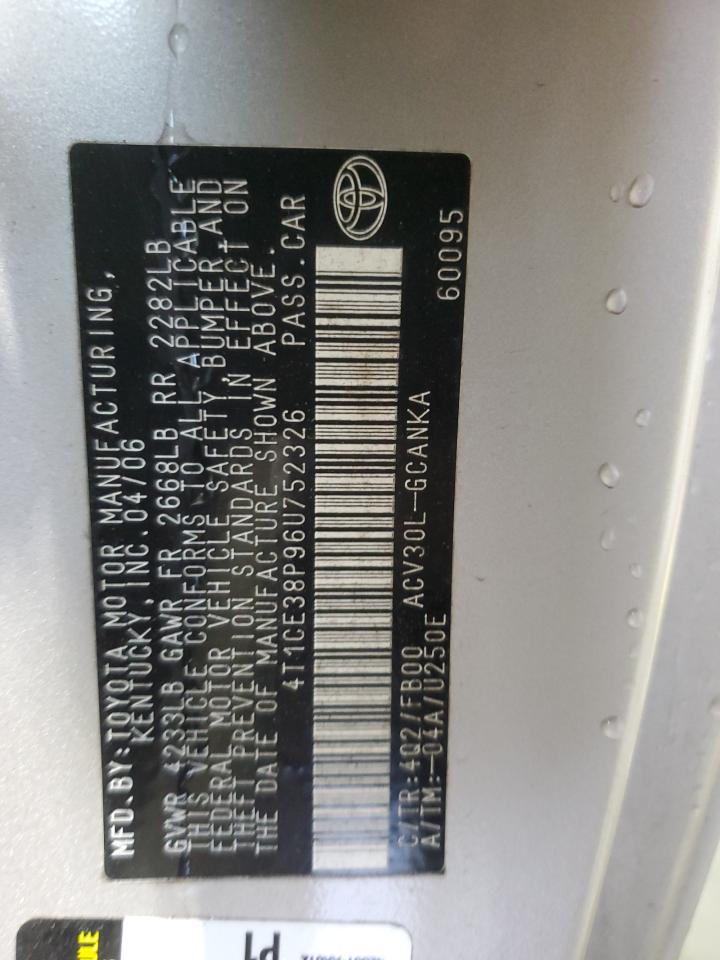 MFD.BY:TOYOTA MOTOR MANUFACTURING,
KENTUCKY, INC. 04/06
GVWR 4233LB GAWR FR 2668LB RR 2282LB
THIS VEHICLE CONFORMS TO ALL APPLICABLE
FEDERAL MOTOR VEHICLE SAFETY, BUMPER, AND
THEFT PREVENTION STANDARDS IN EFFECT ON
THE DATE OF MANUFACTURE SHOWN ABOVE.
4T1CE38P96U752326 PASS.CAR
C/TR:4Q2/FB00 ACV30L-GCANKA
A/TM:-04A/U250E 60095